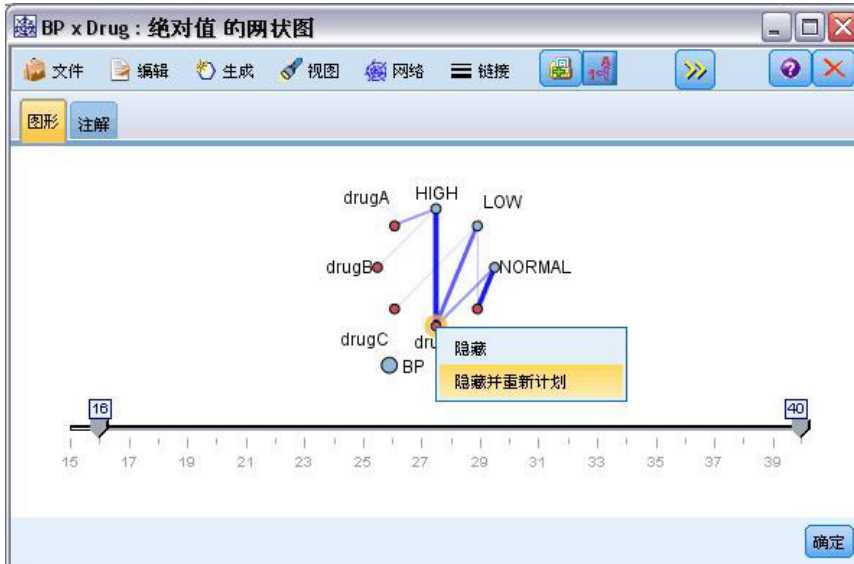 BP x Drug : 绝对值 的网状图
文件 编辑 生成 视图 网络 链接
图形 注解
drugA HIGH LOW
drugB NORMAL
drugC dru
隐藏
BP
隐藏并重新计划
16 40
15 17 19 21 23 25 27 29 31 33 35 37 39
确定